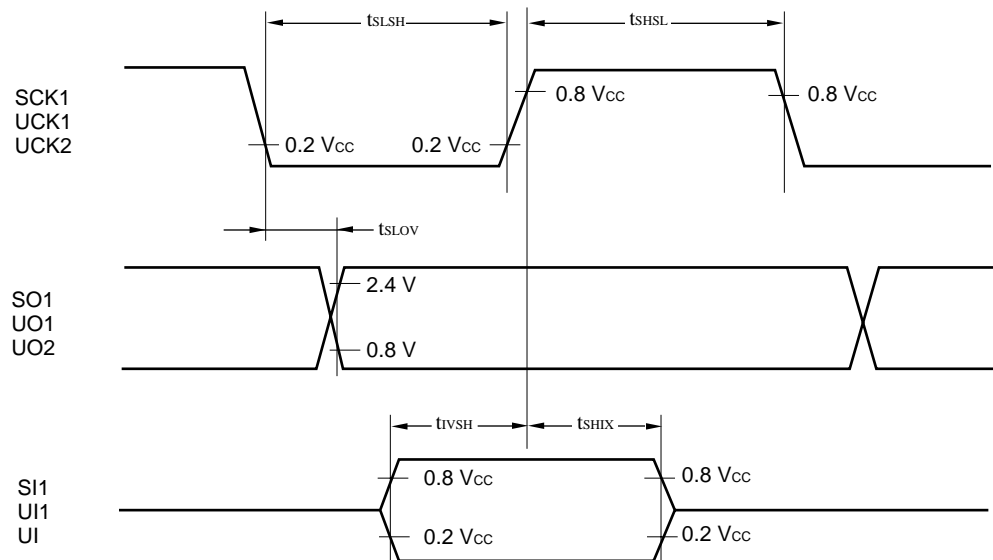 tSLSH tSHSL
SCK1
UCK1
UCK2
0.8 VCC 0.8 VCC
0.2 VCC 0.2 VCC
tSLOV
SO1
UO1
UO2
2.4 V
0.8 V
tIVSH tSHIX
SI1
UI1
UI
0.8 VCC 0.8 VCC
0.2 VCC 0.2 VCC